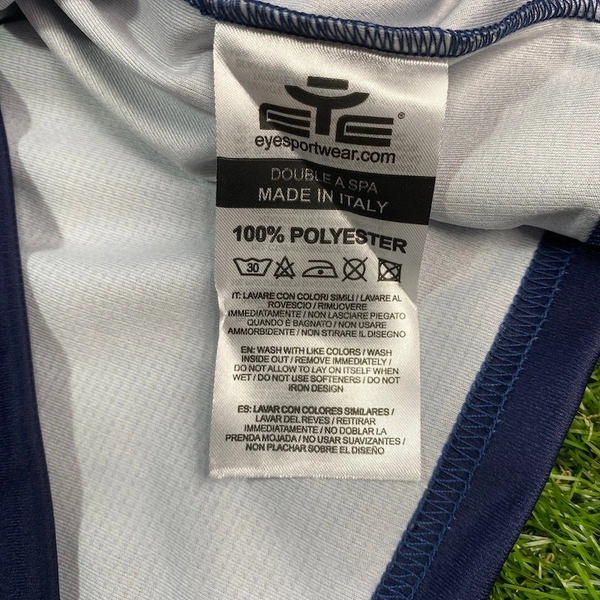 EYE®
eyesportwear.com
DOUBLE A SPA
MADE IN ITALY
100% POLYESTER
30
IT: LAVARE CON COLORI SIMILI / LAVARE AL
ROVESCIO / RIMUOVERE
IMMEDIATAMENTE / NON LASCIARE PIEGATO
QUANDO È BAGNATO / NON USARE
AMMORBIDENTE / NON STIRARE IL DISEGNO
EN: WASH WITH LIKE COLORS / WASH
INSIDE OUT / REMOVE IMMEDIATELY /
DO NOT ALLOW TO LAY ON ITSELF WHEN
WET / DO NOT USE SOFTENERS / DO NOT
IRON DESIGN
ES: LAVAR CON COLORES SIMILARES /
LAVAR DEL REVES / RETIRAR
IMMEDIATAMENTE / NO DOBLAR LA
PRENDA MOJADA / NO USAR SUAVIZANTES /
NON PLACHAR SOBRE EL DISEÑO